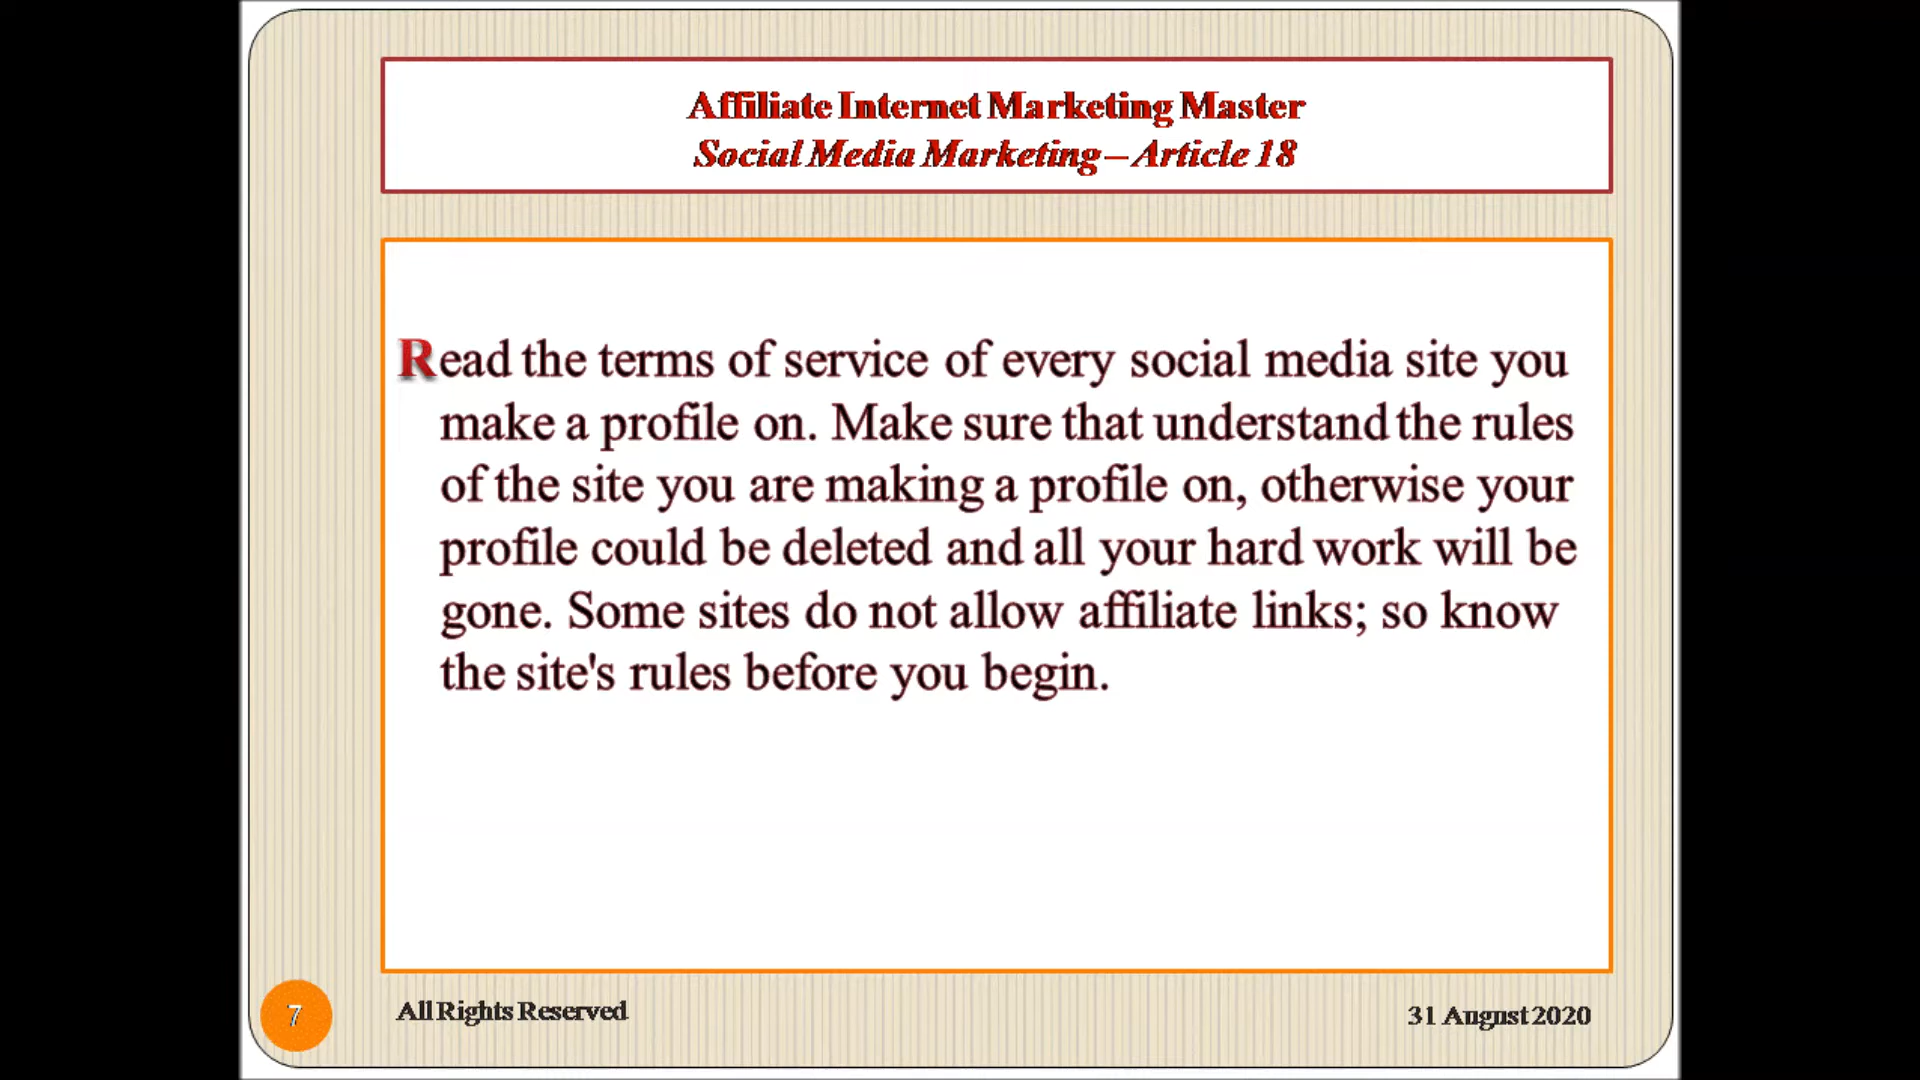 Affiliate Internet Marketing Master
Social Media Marketing – Article 18
Read the terms of service of every social media site you
make a profile on. Make sure that understand the rules
of the site you are making a profile on, otherwise your
profile could be deleted and all your hard work will be
gone. Some sites do not allow affiliate links; so know
the site's rules before you begin.
7
All Rights Reserved
31 August 2020